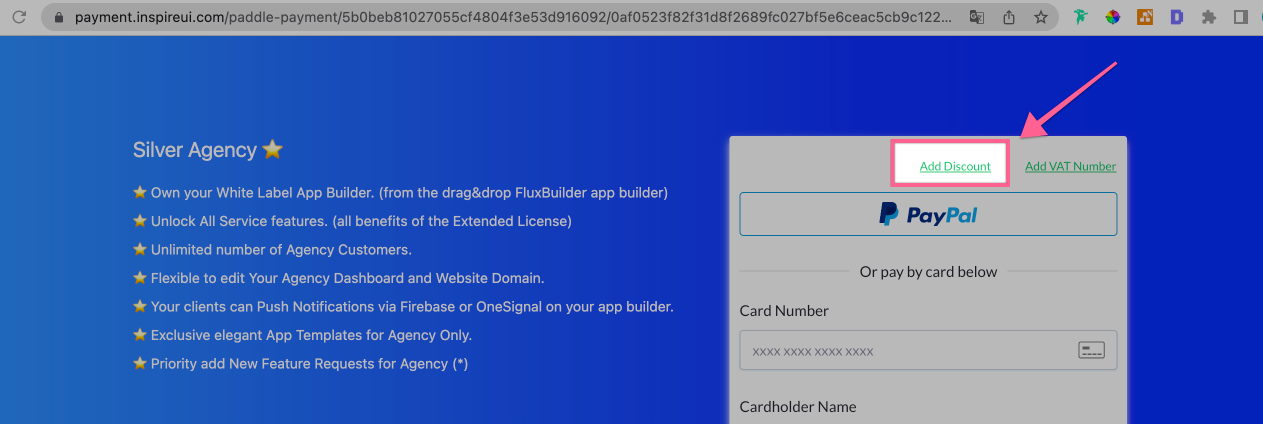 payment.inspireui.com/paddle-payment/5b0beb81027055cf4804f3e53d916092/0af0523f82f31d8f2689fc027bf5e6ceac5cb9c122...
Silver Agency ⭐
⭐ Own your White Label App Builder. (from the drag&drop FluxBuilder app builder)
⭐ Unlock All Service features. (all benefits of the Extended License)
⭐ Unlimited number of Agency Customers.
⭐ Flexible to edit Your Agency Dashboard and Website Domain.
⭐ Your clients can Push Notifications via Firebase or OneSignal on your app builder.
⭐ Exclusive elegant App Templates for Agency Only.
⭐ Priority add New Feature Requests for Agency (*)
Add Discount Add VAT Number
PayPal
Or pay by card below
Card Number
xxxx xxxx xxxx xxxx
Cardholder Name